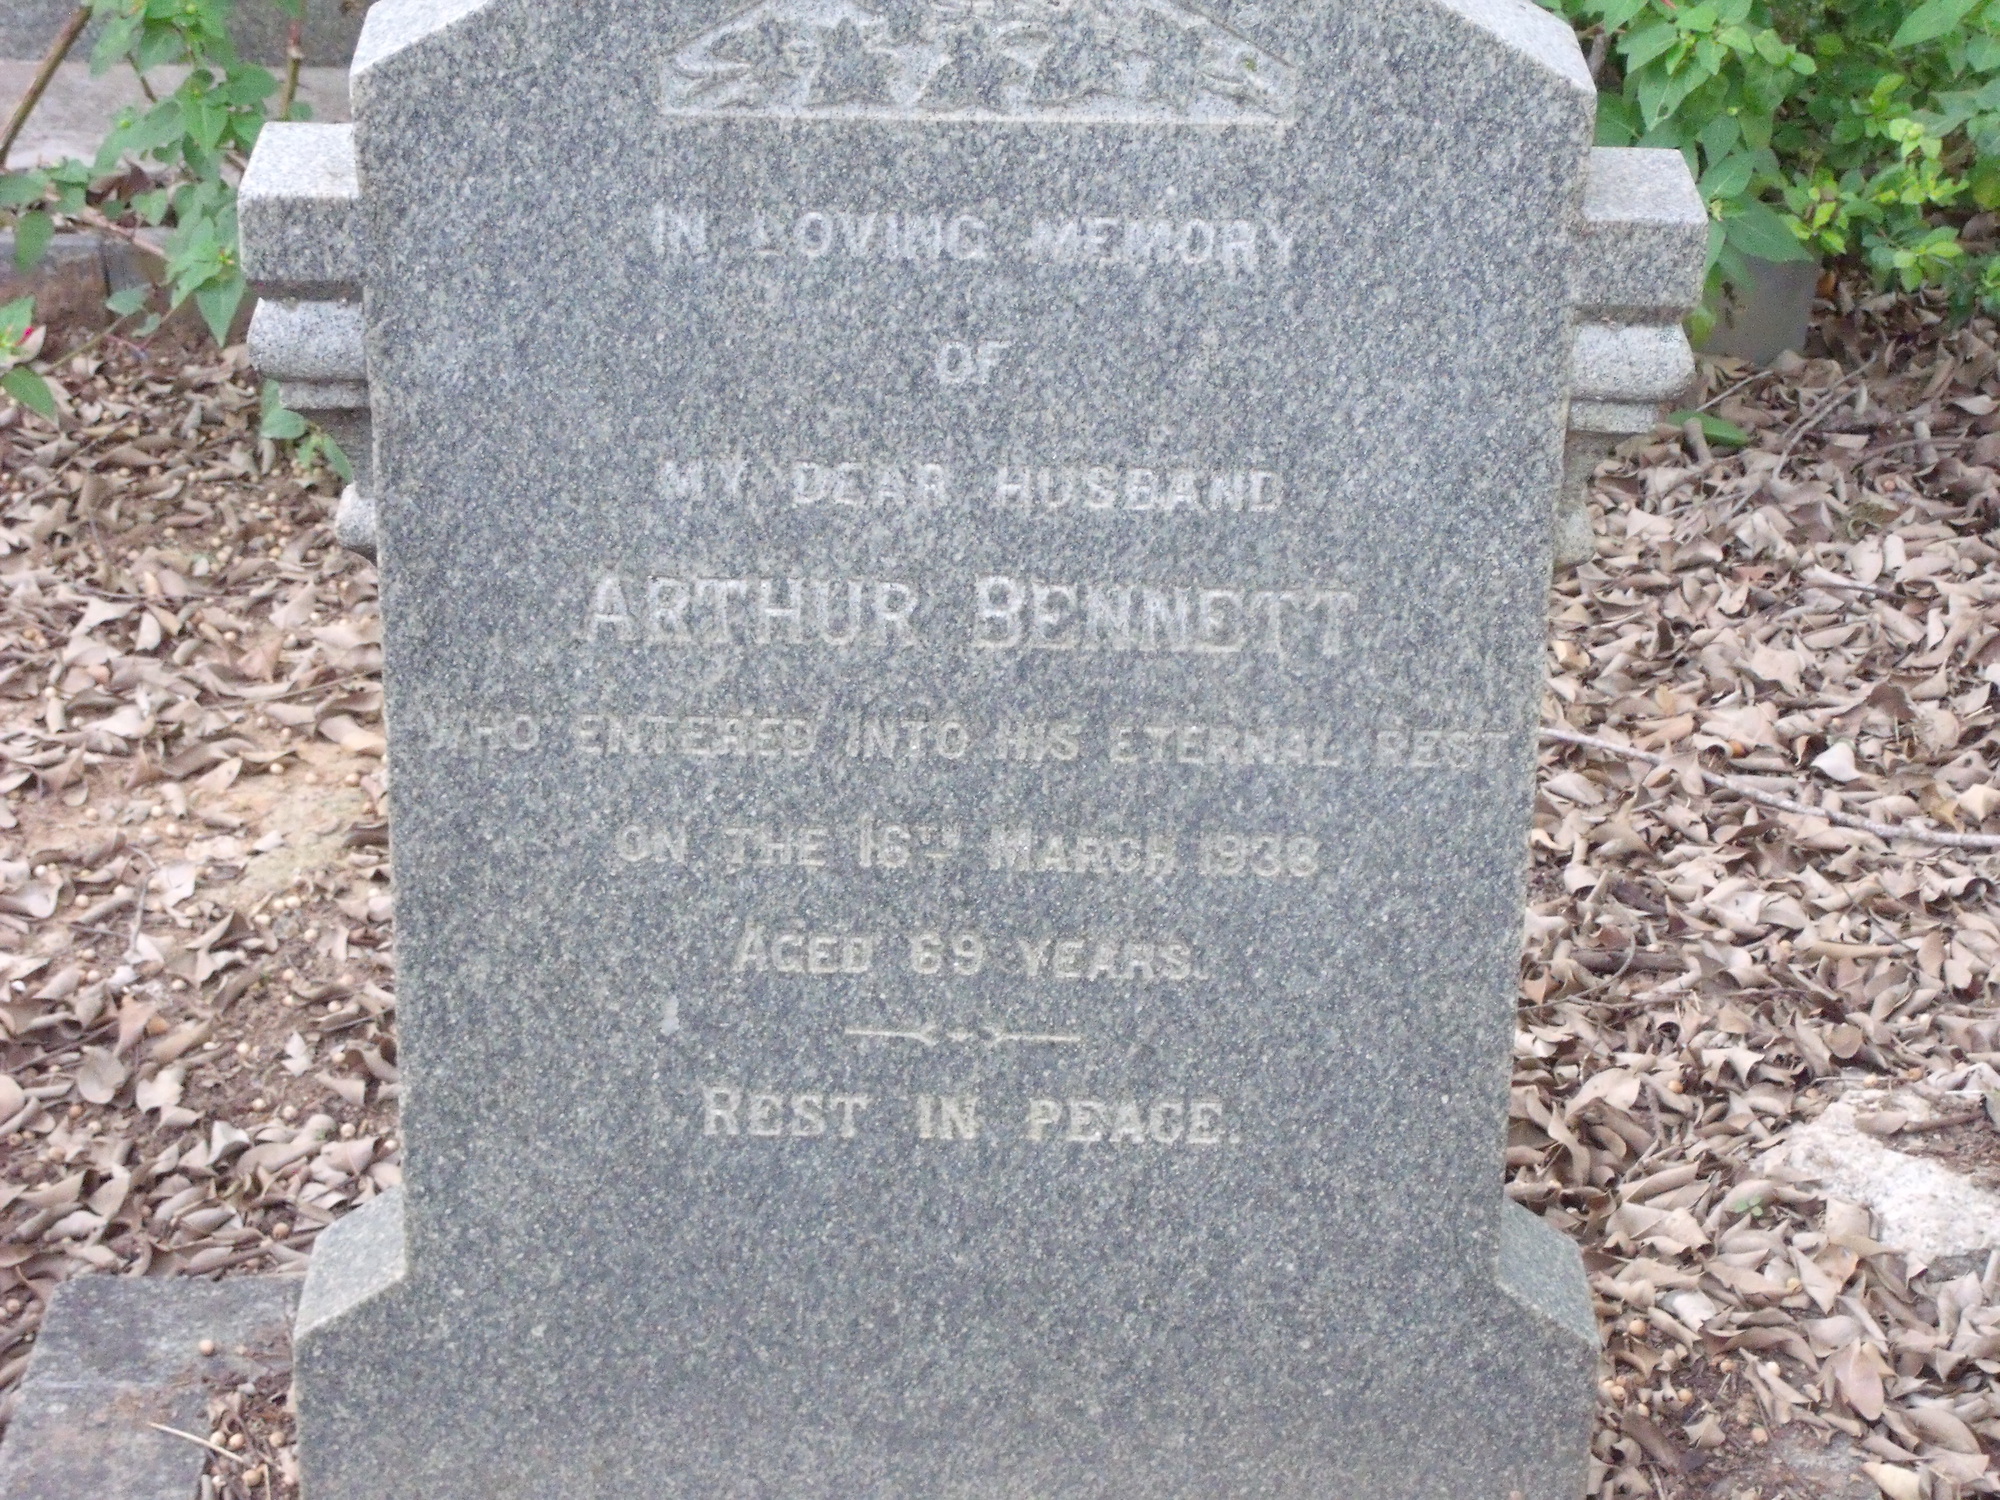 IN LOVING MEMORY
OF
MY DEAR HUSBAND
ARTHUR BENNETT.
WHO ENTERED INTO HIS ETERNAL REST
ON THE 16TH MARCH 1938.
AGED 69 YEARS.
REST IN PEACE.